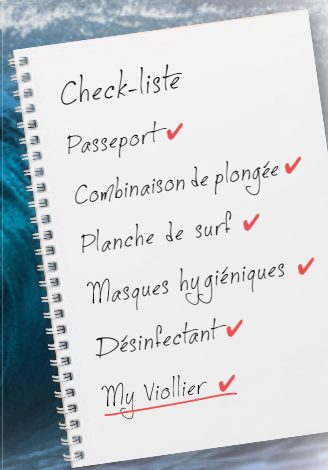 Check-liste
Passeport ✔
Combinaison de plongée ✔
Planche de surf ✔
Masques hygiéniques ✔
Désinfectant ✔
My Viollier ✔